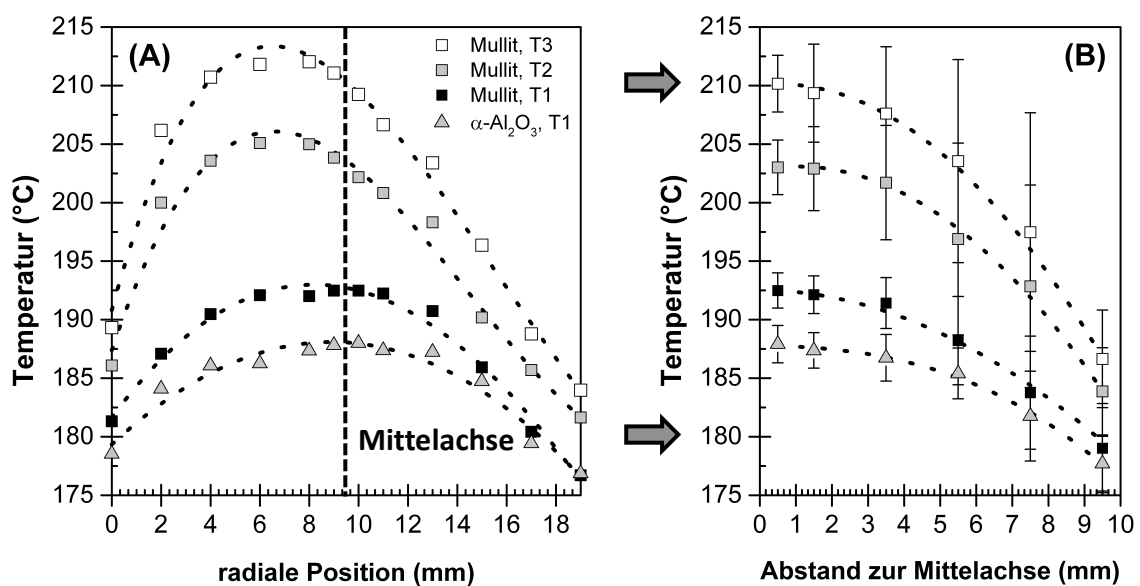 (A)
Mullit, T3
Mullit, T2
Mullit, T1
α-Al2O3, T1
Mittelachse
Temperatur (°C)
215
210
205
200
195
190
185
180
175
0 2 4 6 8 10 12 14 16 18
radiale Position (mm)
(B)
Temperatur (°C)
215
210
205
200
195
190
185
180
175
0 1 2 3 4 5 6 7 8 9 10
Abstand zur Mittelachse (mm)